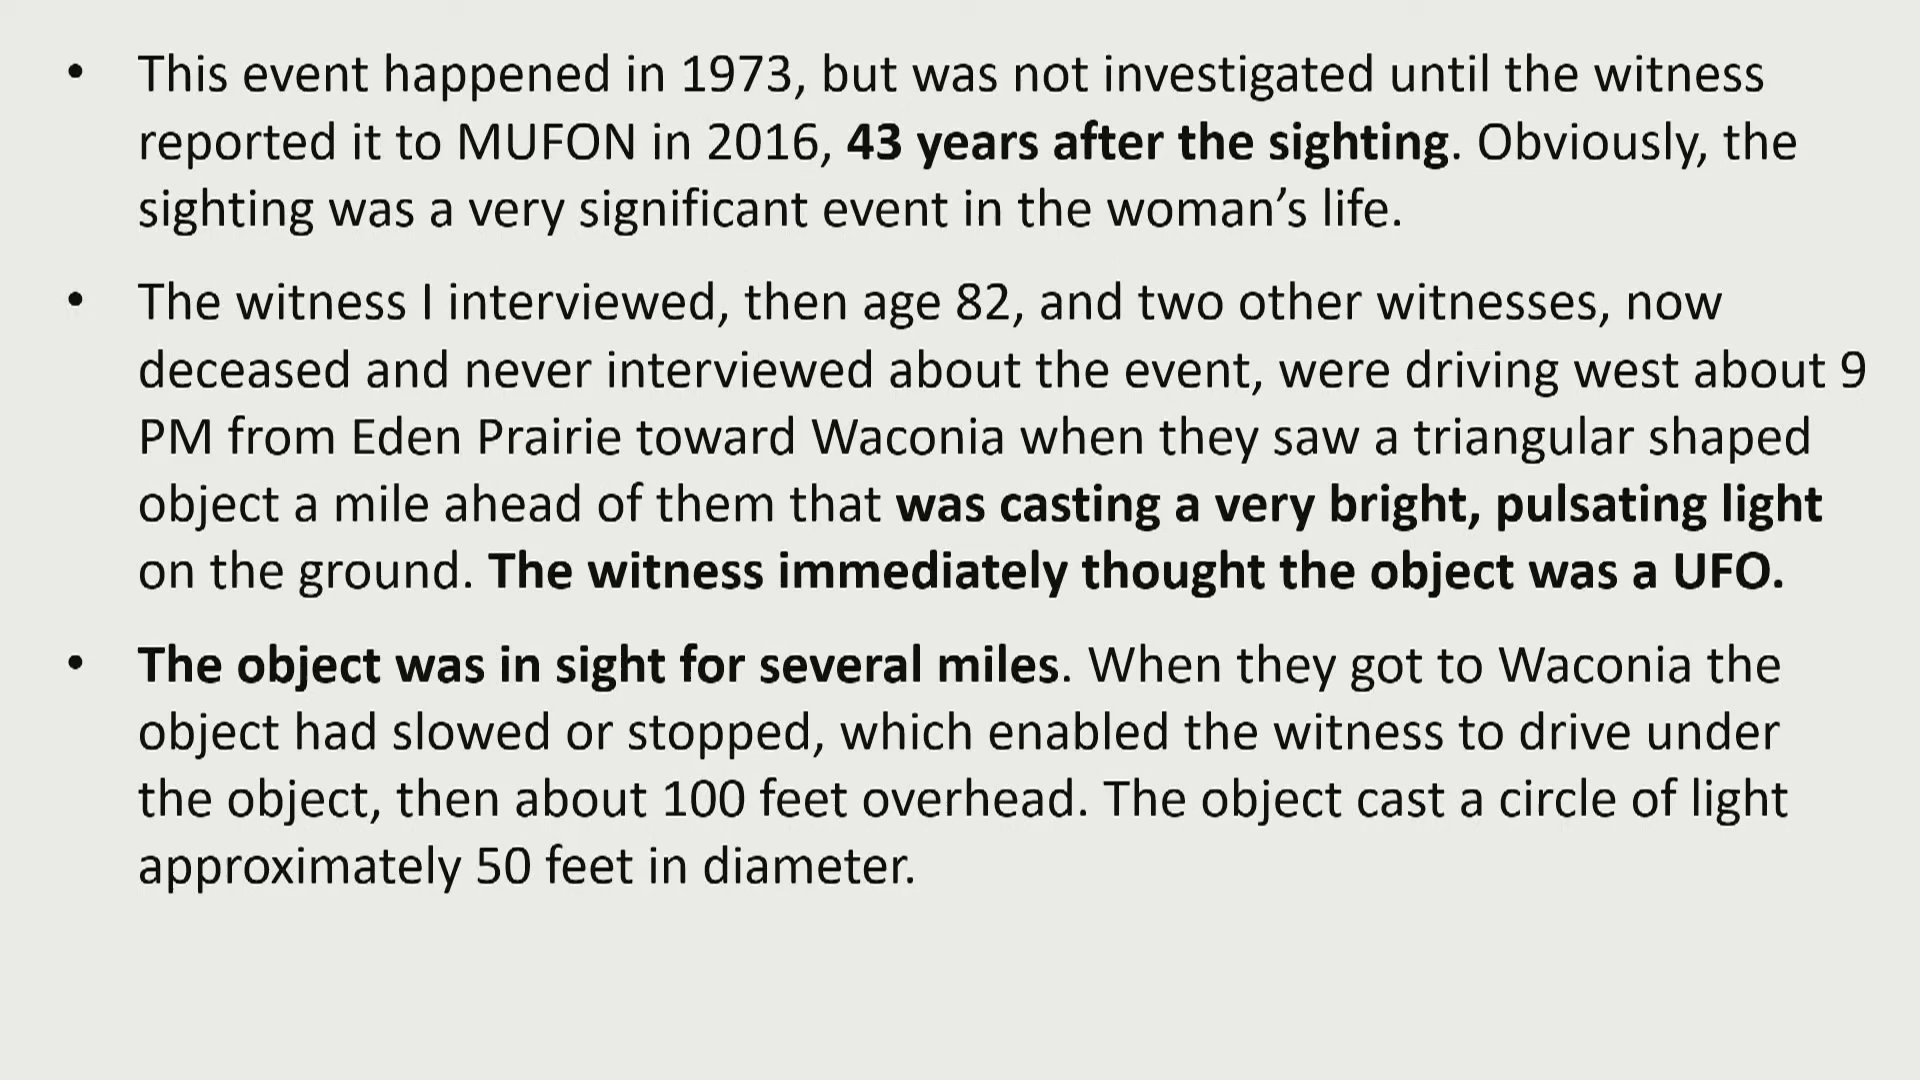 • This event happened in 1973, but was not investigated until the witness
reported it to MUFON in 2016, 43 years after the sighting. Obviously, the
sighting was a very significant event in the woman’s life.
• The witness I interviewed, then age 82, and two other witnesses, now
deceased and never interviewed about the event, were driving west about 9
PM from Eden Prairie toward Waconia when they saw a triangular shaped
object a mile ahead of them that was casting a very bright, pulsating light
on the ground. The witness immediately thought the object was a UFO.
• The object was in sight for several miles. When they got to Waconia the
object had slowed or stopped, which enabled the witness to drive under
the object, then about 100 feet overhead. The object cast a circle of light
approximately 50 feet in diameter.